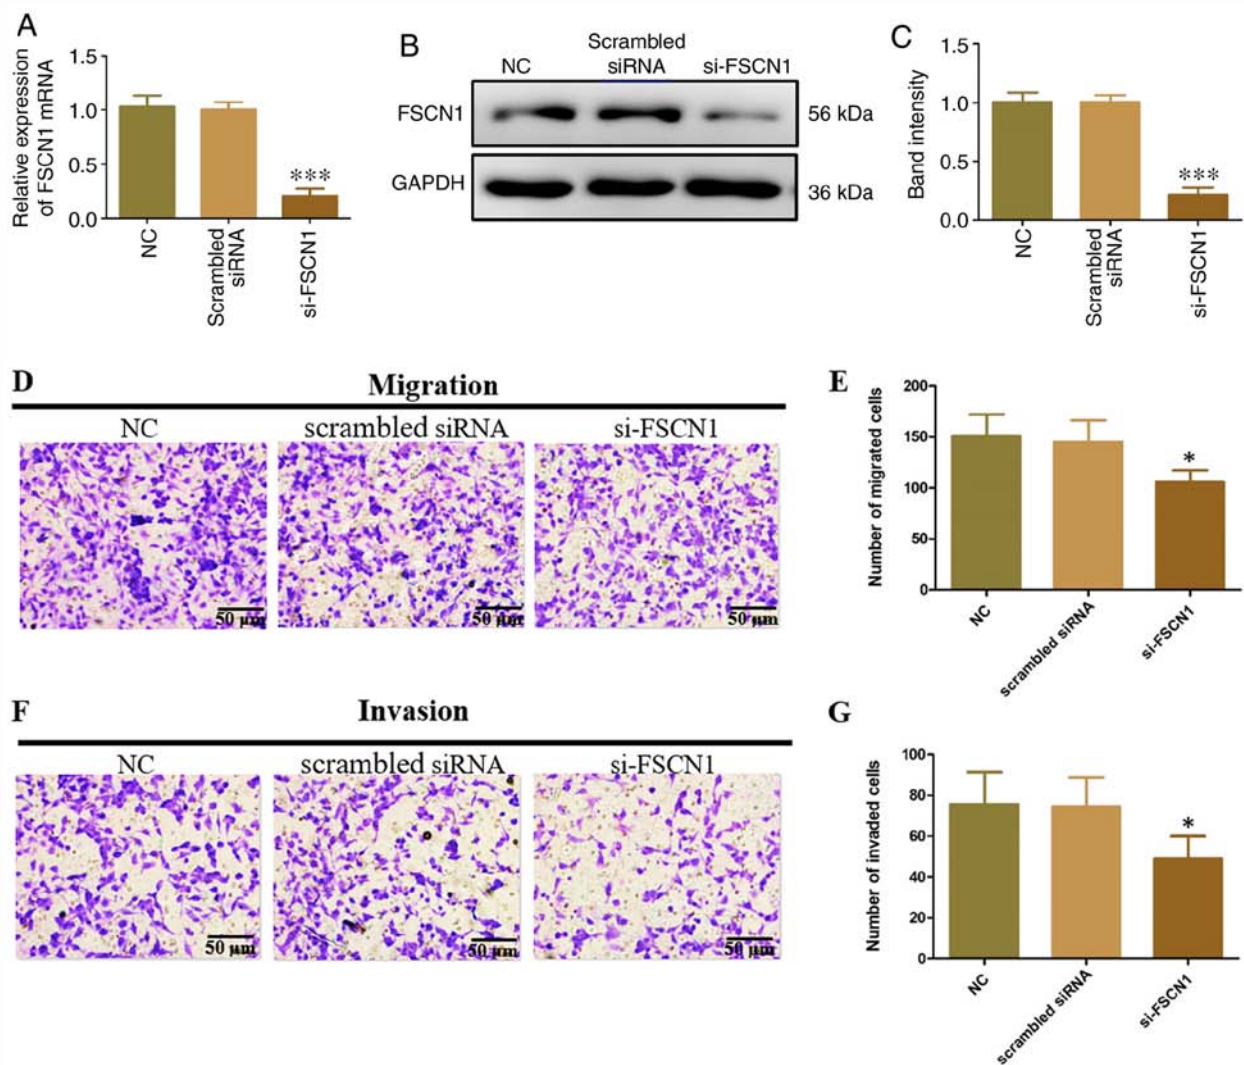 A
Relative expression
of FSCN1 mRNA
1.5
1.0
0.5
0.0
***
NC
Scrambled
siRNA
si-FSCN1
B
NC
Scrambled
siRNA
si-FSCN1
FSCN1
56 kDa
GAPDH
36 kDa
C
Band intensity
1.5
1.0
0.5
0.0
***
NC
Scrambled
siRNA
si-FSCN1
D
Migration
NC
scrambled siRNA
si-FSCN1
50 µm
50 µm
50 µm
E
Number of migrated cells
200
150
100
50
0
*
NC
scrambled siRNA
si-FSCN1
F
Invasion
NC
scrambled siRNA
si-FSCN1
50 µm
50 µm
50 µm
G
Number of invaded cells
100
80
60
40
20
0
*
NC
scrambled siRNA
si-FSCN1